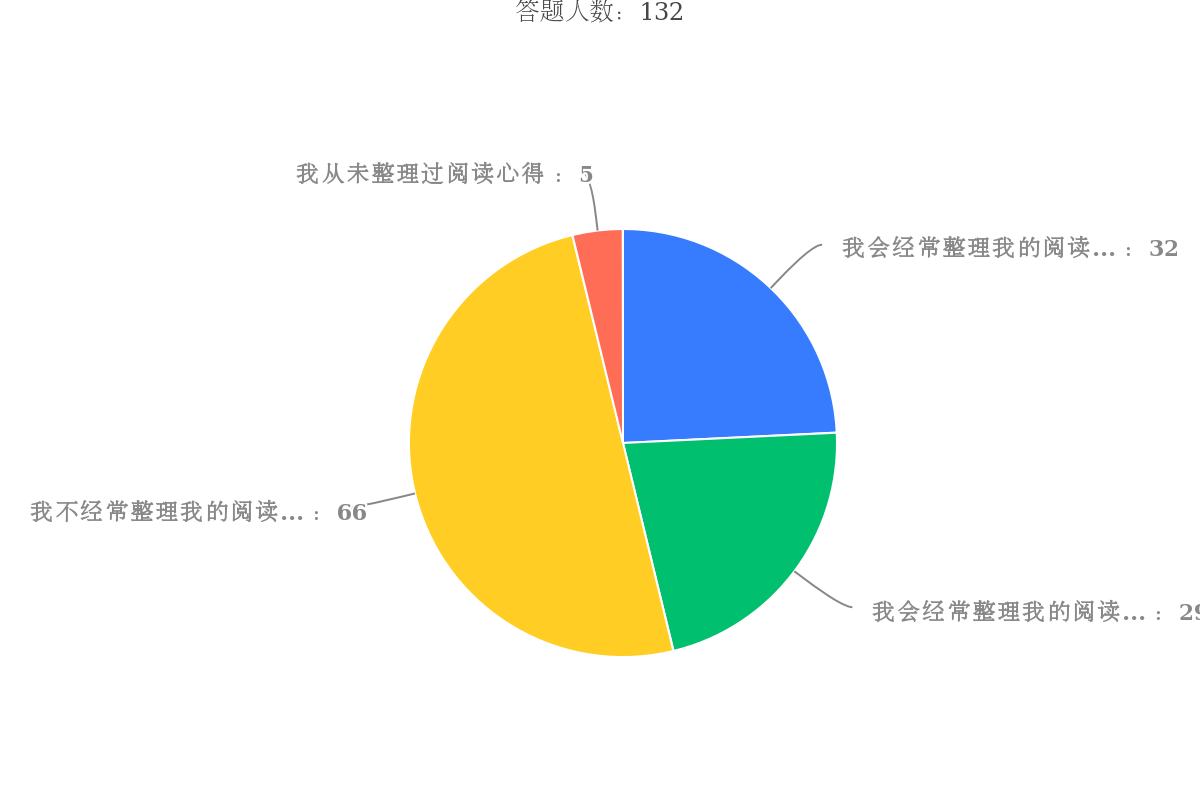 答题人数：132
我从未整理过阅读心得 ：5
我会经常整理我的阅读... ：32
我不经常整理我的阅读... ：66
我会经常整理我的阅读... ：29